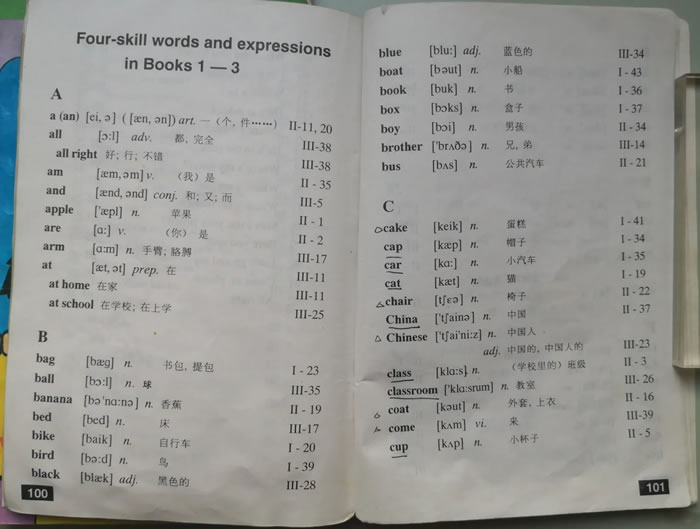 Four-skill words and expressions
in Books 1 — 3
A
a (an) [ei, ə] ( [æn, ən]) art. 一 (个, 件……) II-11, 20
all [ɔ:l] adv. 都, 完全 III-38
all right 好; 行; 不错 III-38
am [æm, əm] v. (我) 是 II - 35
and [ænd, ənd] conj. 和; 又; 而 III-5
apple ['æpl] n. 苹果 II - 1
are [ɑ:] v. (你) 是 II - 2
arm [ɑ:m] n. 手臂; 胳膊 III-17
at [æt, ət] prep. 在 III-11
at home 在家 III-11
at school 在学校; 在上学 III-25
B
bag [bæg] n. 书包, 提包 I - 23
ball [bɔ:l] n. 球 III-35
banana [bə'nɑ:nə] n. 香蕉 II - 19
bed [bed] n. 床 III-17
bike [baik] n. 自行车 I - 20
bird [bə:d] n. 鸟 I - 39
black [blæk] adj. 黑色的 III-28
100
blue [blu:] adj. 蓝色的 III-34
boat [bəut] n. 小船 I - 43
book [buk] n. 书 I - 36
box [bɔks] n. 盒子 I - 37
boy [bɔi] n. 男孩 II - 34
brother ['brʌðə] n. 兄, 弟 III-14
bus [bʌs] n. 公共汽车 II - 21
C
cake [keik] n. 蛋糕 I - 41
cap [kæp] n. 帽子 I - 34
car [kɑ:] n. 小汽车 I - 35
cat [kæt] n. 猫 I - 19
chair [tʃɛə] n. 椅子 II - 22
China ['tʃainə] n. 中国 II - 37
Chinese ['tʃai'ni:z] n. 中国人
adj. 中国的, 中国人的 III-23
class [klɑ:s] n. (学校里的) 班级 II - 3
classroom ['klɑ:srum] n. 教室 III- 26
coat [kəut] n. 外套, 上衣 II - 16
come [kʌm] vi. 来 III-39
cup [kʌp] n. 小杯子 II - 5
101